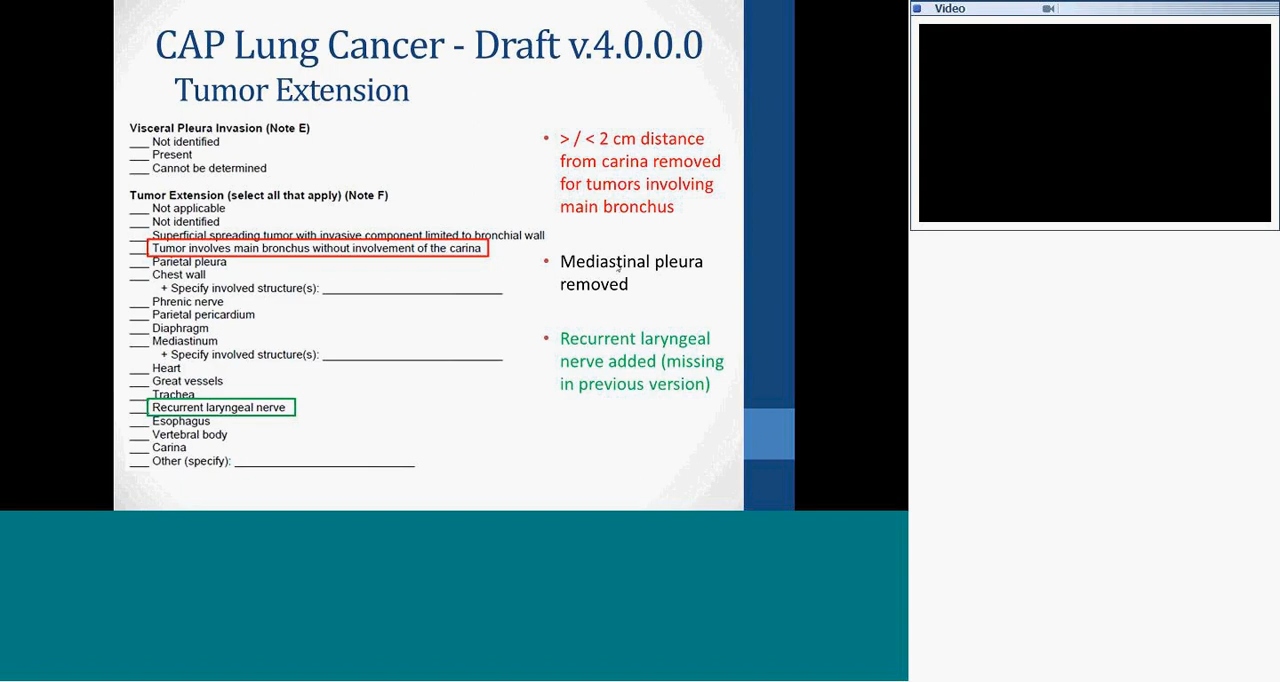 CAP Lung Cancer - Draft v.4.0.0.0
Tumor Extension
Visceral Pleura Invasion (Note E)
___ Not identified
___ Present
___ Cannot be determined
Tumor Extension (select all that apply) (Note F)
___ Not applicable
___ Not identified
___ Superficial spreading tumor with invasive component limited to bronchial wall
___ Tumor involves main bronchus without involvement of the carina
___ Parietal pleura
___ Chest wall
+ Specify involved structure(s): ____________________________
___ Phrenic nerve
___ Parietal pericardium
___ Diaphragm
___ Mediastinum
+ Specify involved structure(s): ____________________________
___ Heart
___ Great vessels
___ Trachea
___ Recurrent laryngeal nerve
___ Esophagus
___ Vertebral body
___ Carina
___ Other (specify): ____________________________
• > / < 2 cm distance
from carina removed
for tumors involving
main bronchus
• Mediastinal pleura
removed
• Recurrent laryngeal
nerve added (missing
in previous version)
Video